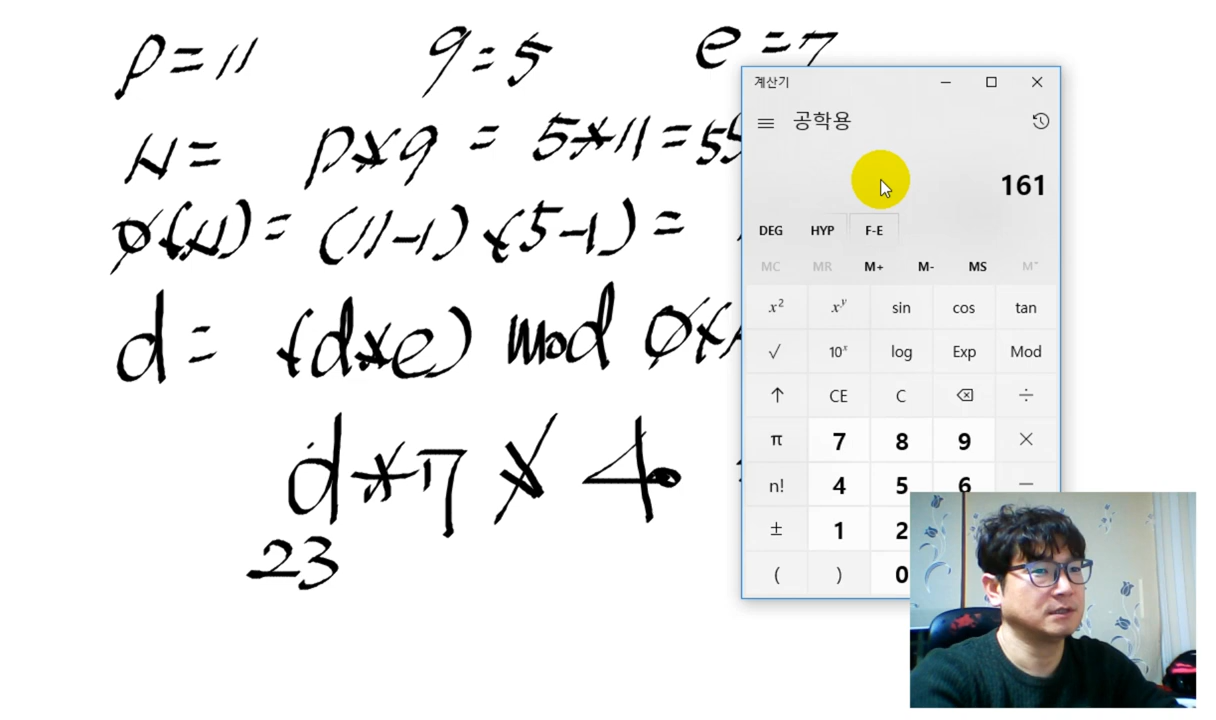 p = 11 q = 5 e = 7
N = p×q = 5*11 = 55
φ(N) = (11-1)×(5-1) =
d = (d×e) mod φ(
d*7 × 40
23
계산기
공학용
161
DEG HYP F-E
MC MR M+ M- MS M˅
x² xʸ sin cos tan
√ 10ˣ log Exp Mod
↑ CE C ⌫ ÷
π 7 8 9 ×
n! 4 5 6 −
± 1 2
( ) 0